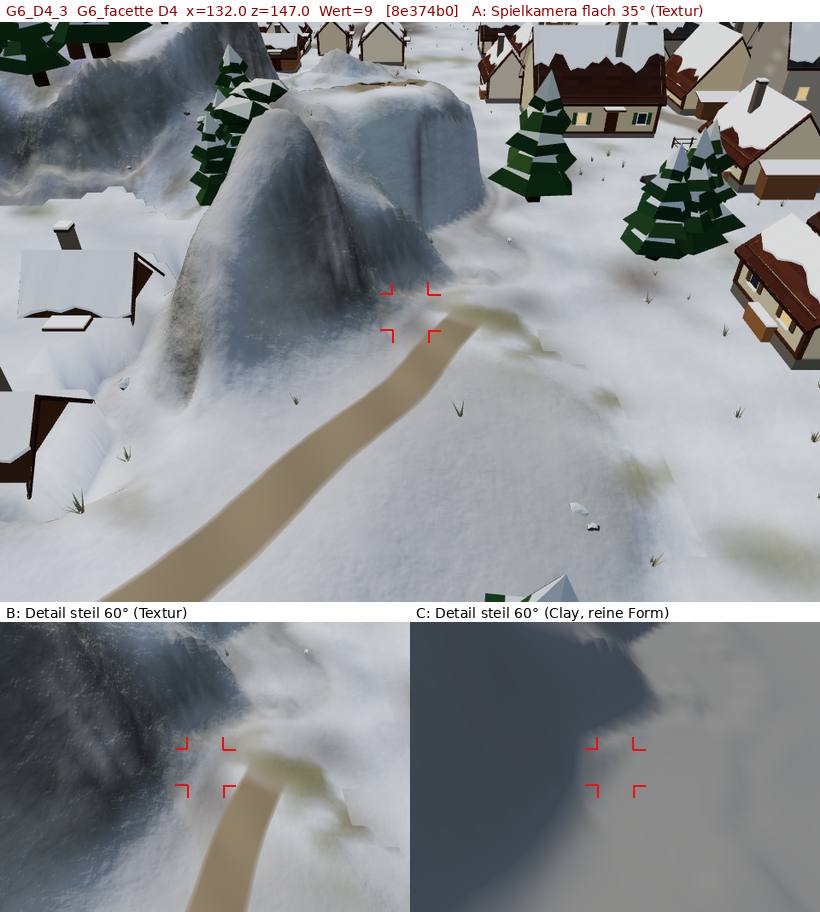 G6_D4_3  G6_facette D4  x=132.0 z=147.0  Wert=9   [8e374b0]   A: Spielkamera flach 35° (Textur)
B: Detail steil 60° (Textur)
C: Detail steil 60° (Clay, reine Form)